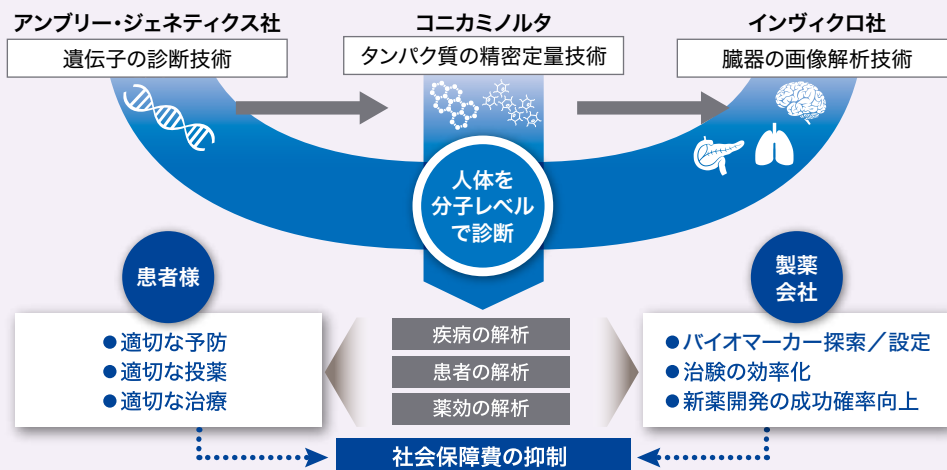 アンブリー・ジェネティクス社
遺伝子の診断技術
コニカミノルタ
タンパク質の精密定量技術
インヴィクロ社
臓器の画像解析技術
人体を
分子レベル
で診断
患者様
●適切な予防
●適切な投薬
●適切な治療
疾病の解析
患者の解析
薬効の解析
製薬
会社
●バイオマーカー探索／設定
●治験の効率化
●新薬開発の成功確率向上
社会保障費の抑制